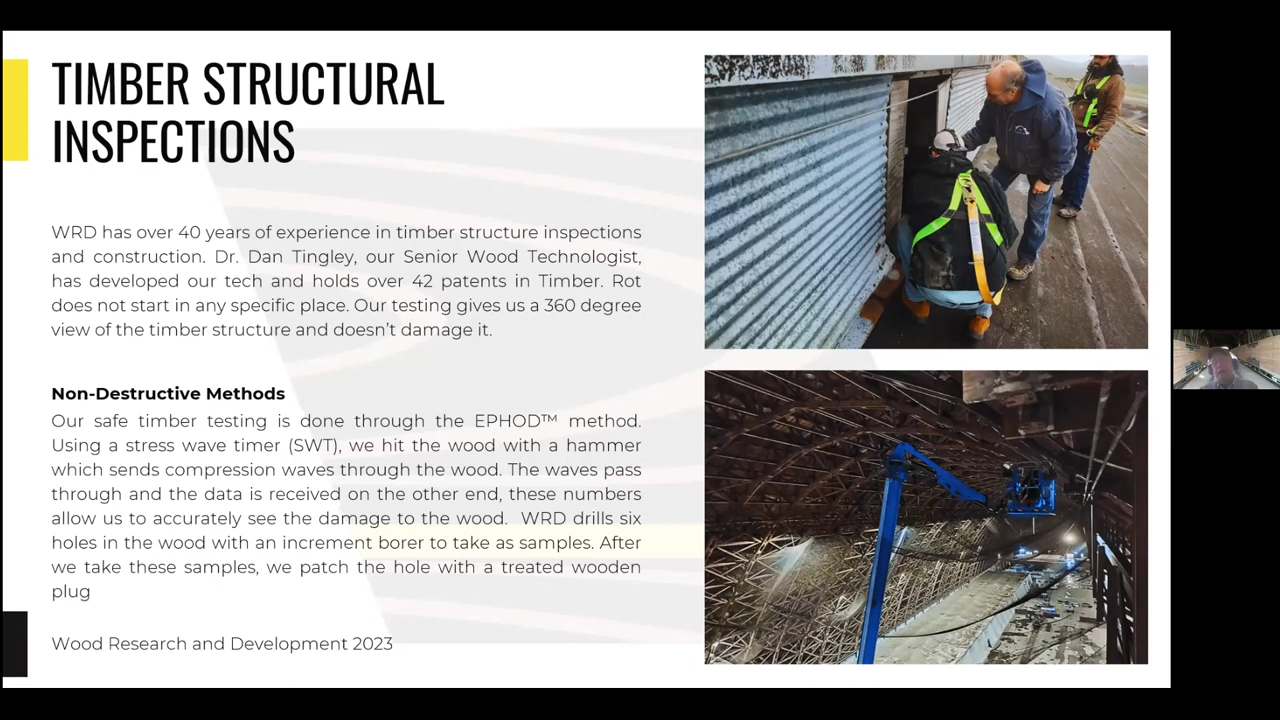 TIMBER STRUCTURAL
INSPECTIONS
WRD has over 40 years of experience in timber structure inspections
and construction. Dr. Dan Tingley, our Senior Wood Technologist,
has developed our tech and holds over 42 patents in Timber. Rot
does not start in any specific place. Our testing gives us a 360 degree
view of the timber structure and doesn’t damage it.
Non-Destructive Methods
Our safe timber testing is done through the EPHOD™ method.
Using a stress wave timer (SWT), we hit the wood with a hammer
which sends compression waves through the wood. The waves pass
through and the data is received on the other end, these numbers
allow us to accurately see the damage to the wood. WRD drills six
holes in the wood with an increment borer to take as samples. After
we take these samples, we patch the hole with a treated wooden
plug
Wood Research and Development 2023